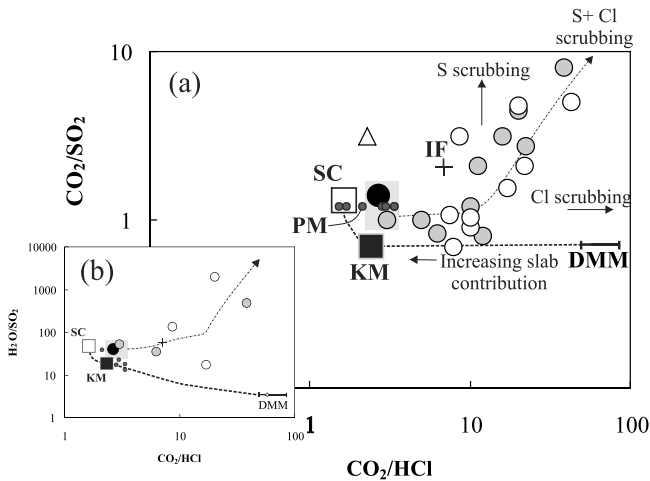 S+ Cl
scrubbing
10
(a)
S scrubbing
CO2/SO2
IF
SC
PM
1
Cl scrubbing
KM
DMM
Increasing slab
contribution
10000
(b)
1000
H2O/SO2
100
SC
10
KM
DMM
1
1
10
100
CO2/HCl
1
10
100
CO2/HCl